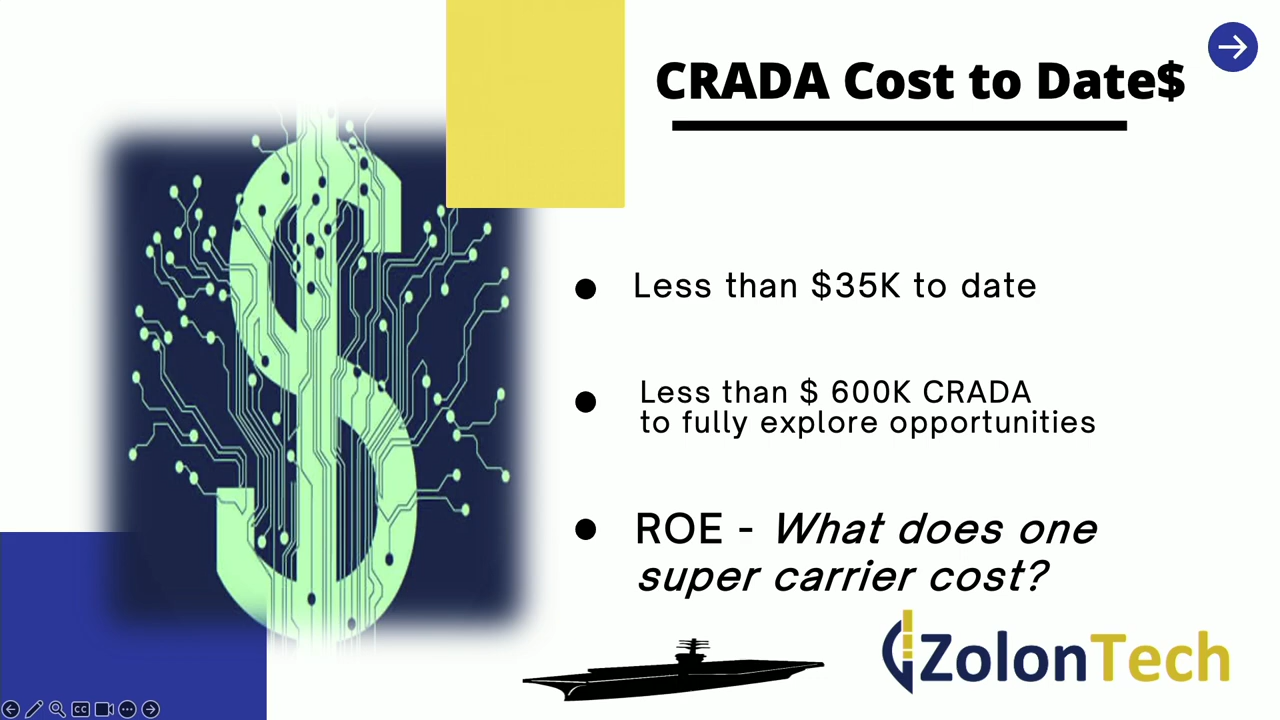 CRADA Cost to Date$
● Less than $35K to date
● Less than $ 600K CRADA
to fully explore opportunities
● ROE - What does one
super carrier cost?
ZolonTech
CC